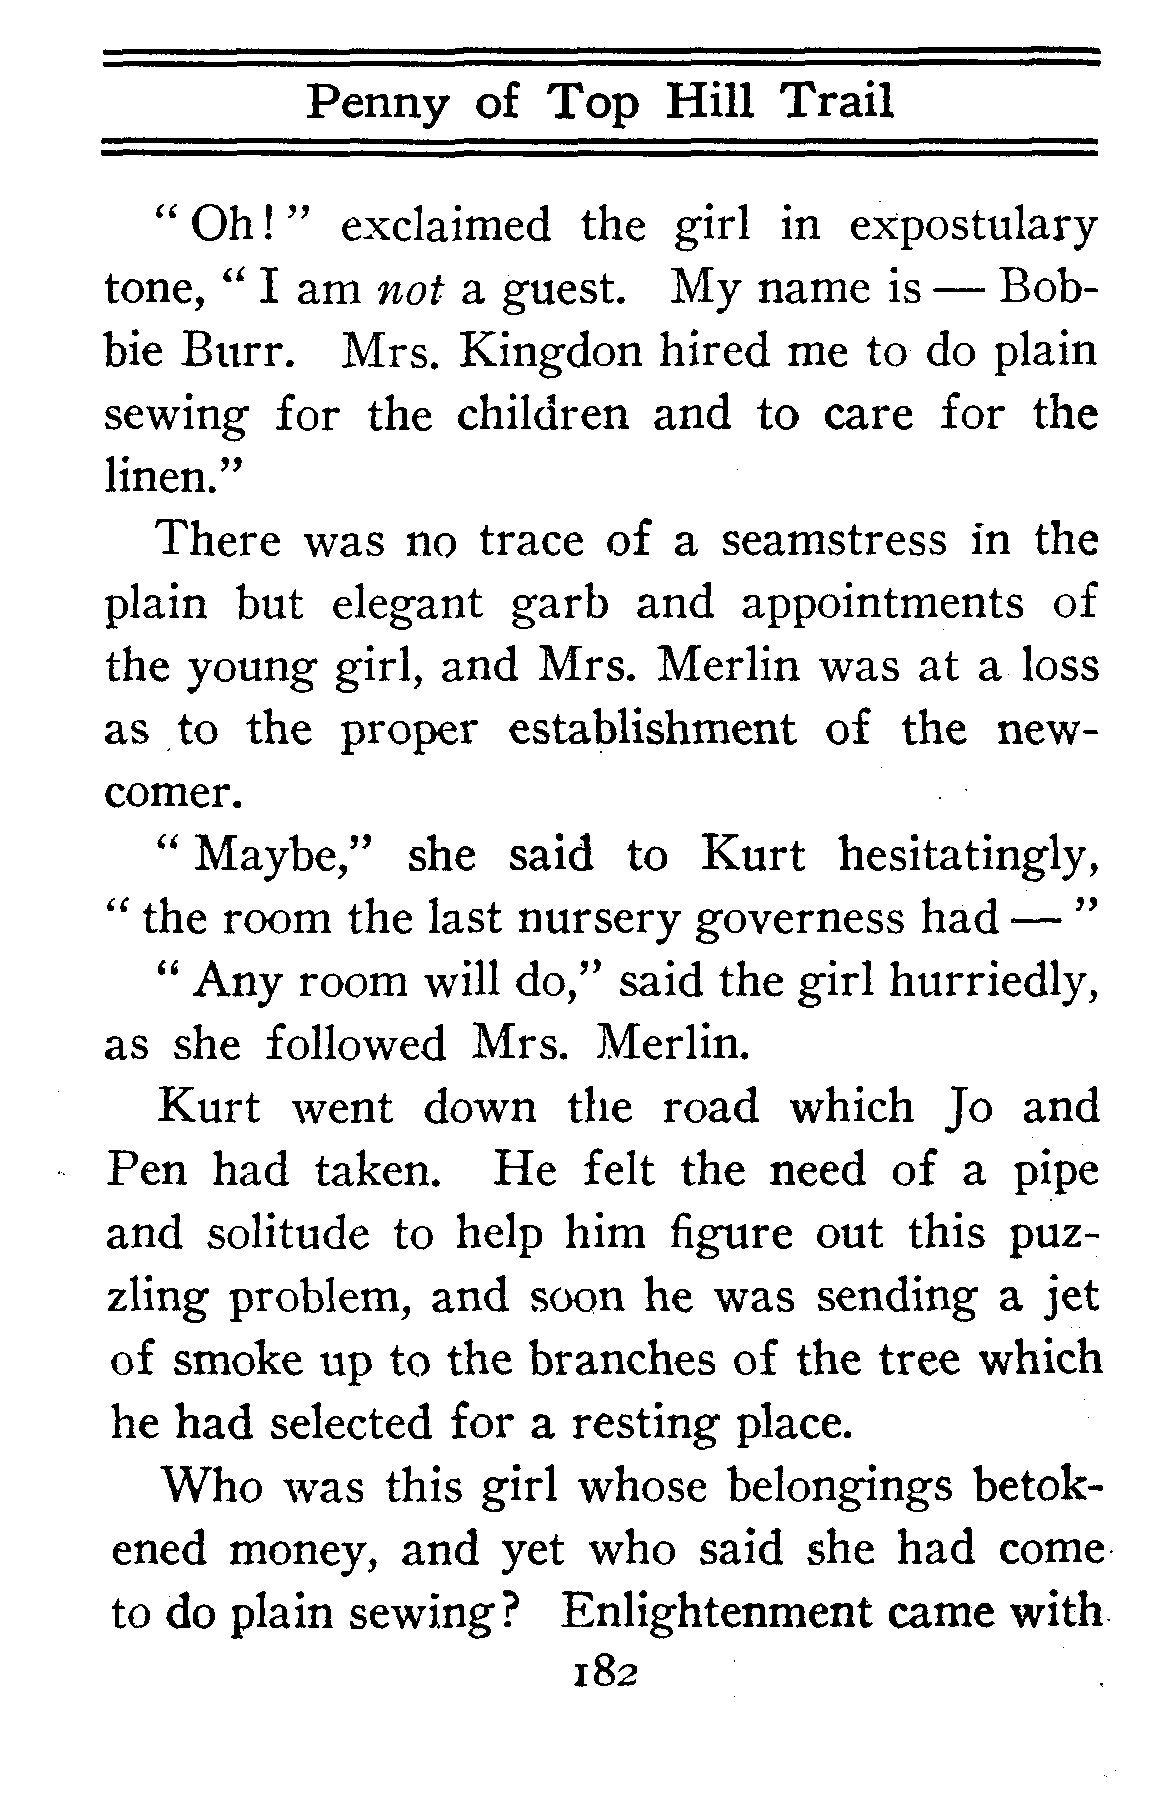 Penny of Top Hill Trail
“ Oh! ” exclaimed the girl in expostulary
tone, “ I am not a guest. My name is — Bob-
bie Burr. Mrs. Kingdon hired me to do plain
sewing for the children and to care for the
linen.”
There was no trace of a seamstress in the
plain but elegant garb and appointments of
the young girl, and Mrs. Merlin was at a loss
as to the proper establishment of the new-
comer.
“ Maybe,” she said to Kurt hesitatingly,
“ the room the last nursery governess had — ”
“ Any room will do,” said the girl hurriedly,
as she followed Mrs. Merlin.
Kurt went down the road which Jo and
Pen had taken. He felt the need of a pipe
and solitude to help him figure out this puz-
zling problem, and soon he was sending a jet
of smoke up to the branches of the tree which
he had selected for a resting place.
Who was this girl whose belongings betok-
ened money, and yet who said she had come
to do plain sewing? Enlightenment came with
182